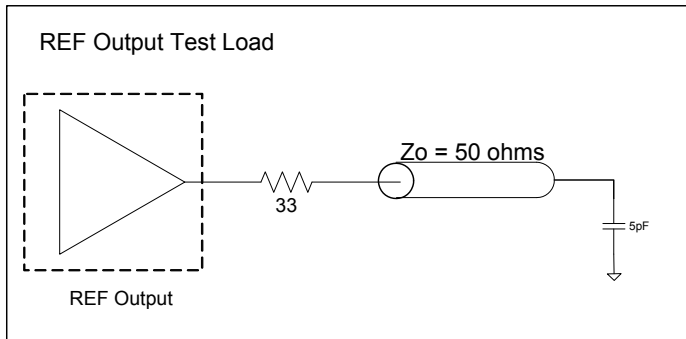 REF Output Test Load
Zo = 50 ohms
33
5pF
REF Output